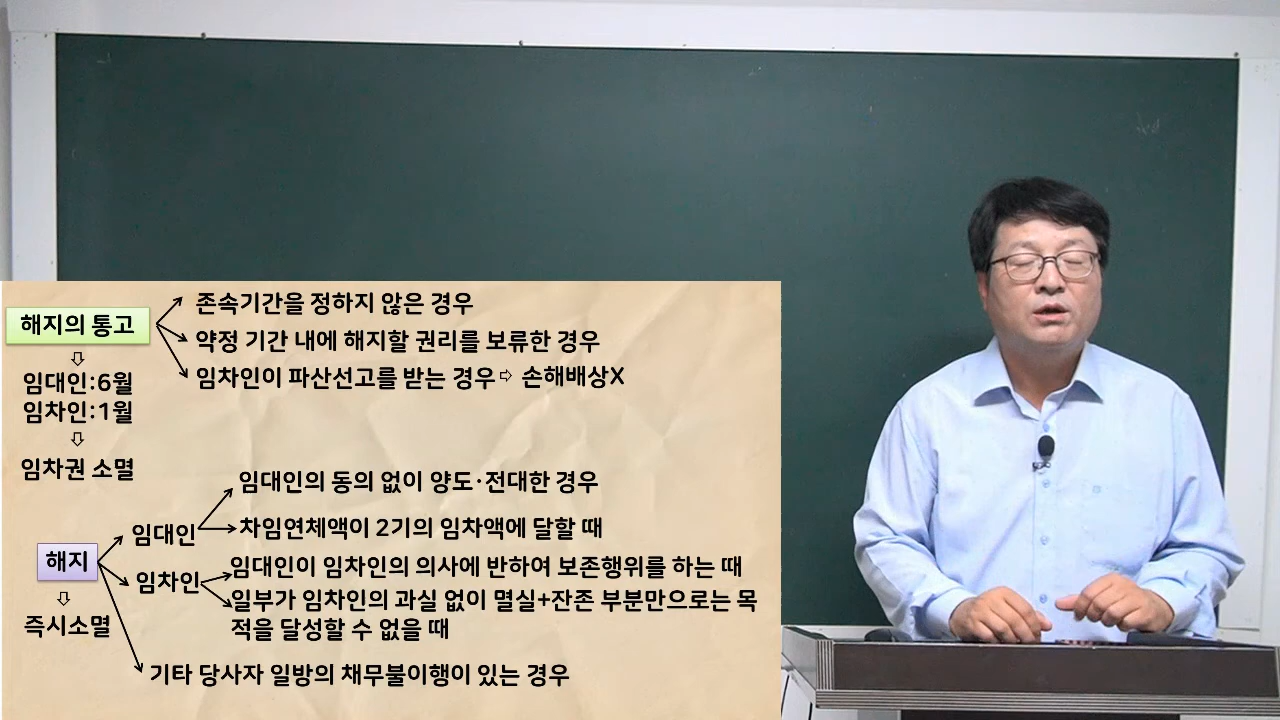 해지의 통고
존속기간을 정하지 않은 경우
약정 기간 내에 해지할 권리를 보류한 경우
임차인이 파산선고를 받는 경우⇨ 손해배상X
임대인:6월
임차인:1월
임차권 소멸
해지
즉시소멸
임대인
임대인의 동의 없이 양도·전대한 경우
차임연체액이 2기의 임차액에 달할 때
임차인
임대인이 임차인의 의사에 반하여 보존행위를 하는 때
일부가 임차인의 과실 없이 멸실+잔존 부분만으로는 목
적을 달성할 수 없을 때
기타 당사자 일방의 채무불이행이 있는 경우